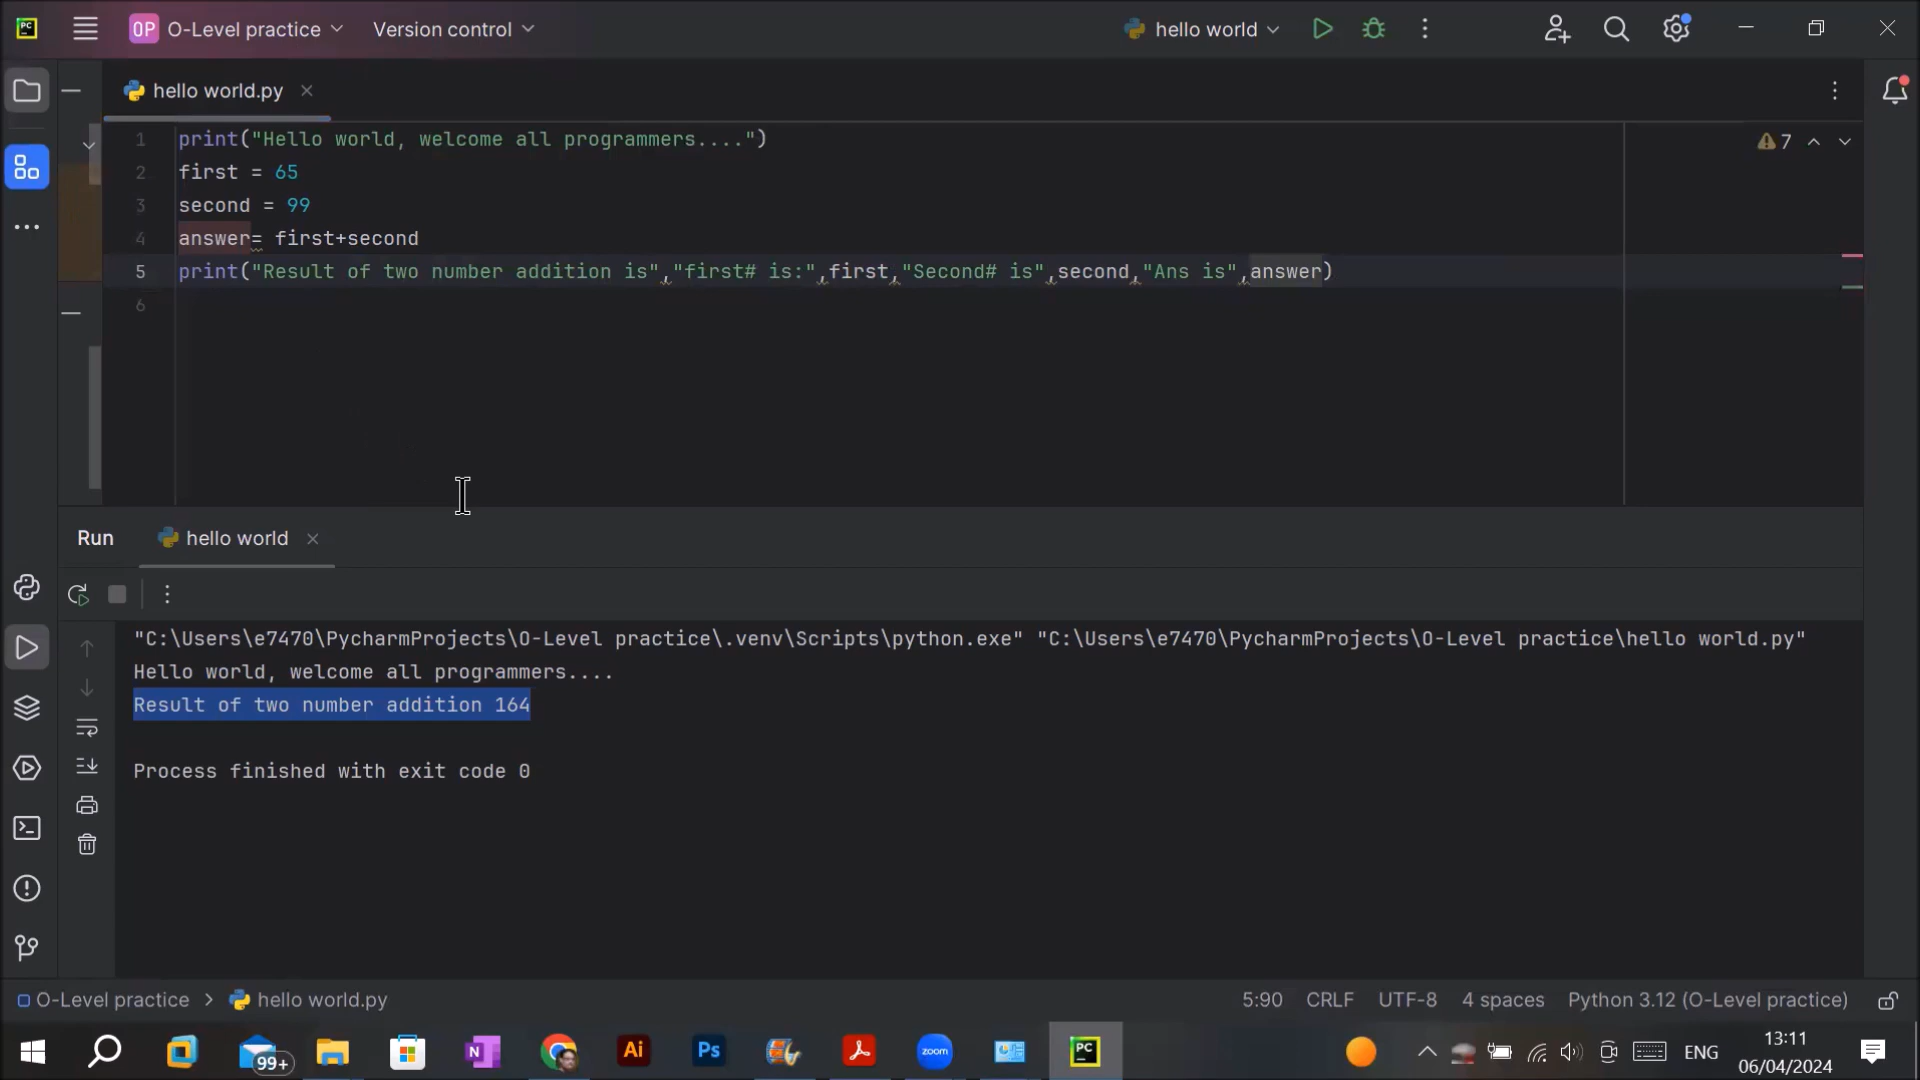 PC OP O-Level practice Version control hello world
hello world.py
1 print("Hello world, welcome all programmers....") 7
2 first = 65
3 second = 99
4 answer= first+second
5 print("Result of two number addition is","first# is:",first,"Second# is",second,"Ans is",answer)
6
Run hello world
"C:\Users\e7470\PycharmProjects\O-Level practice\.venv\Scripts\python.exe" "C:\Users\e7470\PycharmProjects\O-Level practice\hello world.py"
Hello world, welcome all programmers....
Result of two number addition 164
Process finished with exit code 0
O-Level practice > hello world.py 5:90 CRLF UTF-8 4 spaces Python 3.12 (O-Level practice)
99+ N Ai Ps zoom PC ENG 13:11
06/04/2024